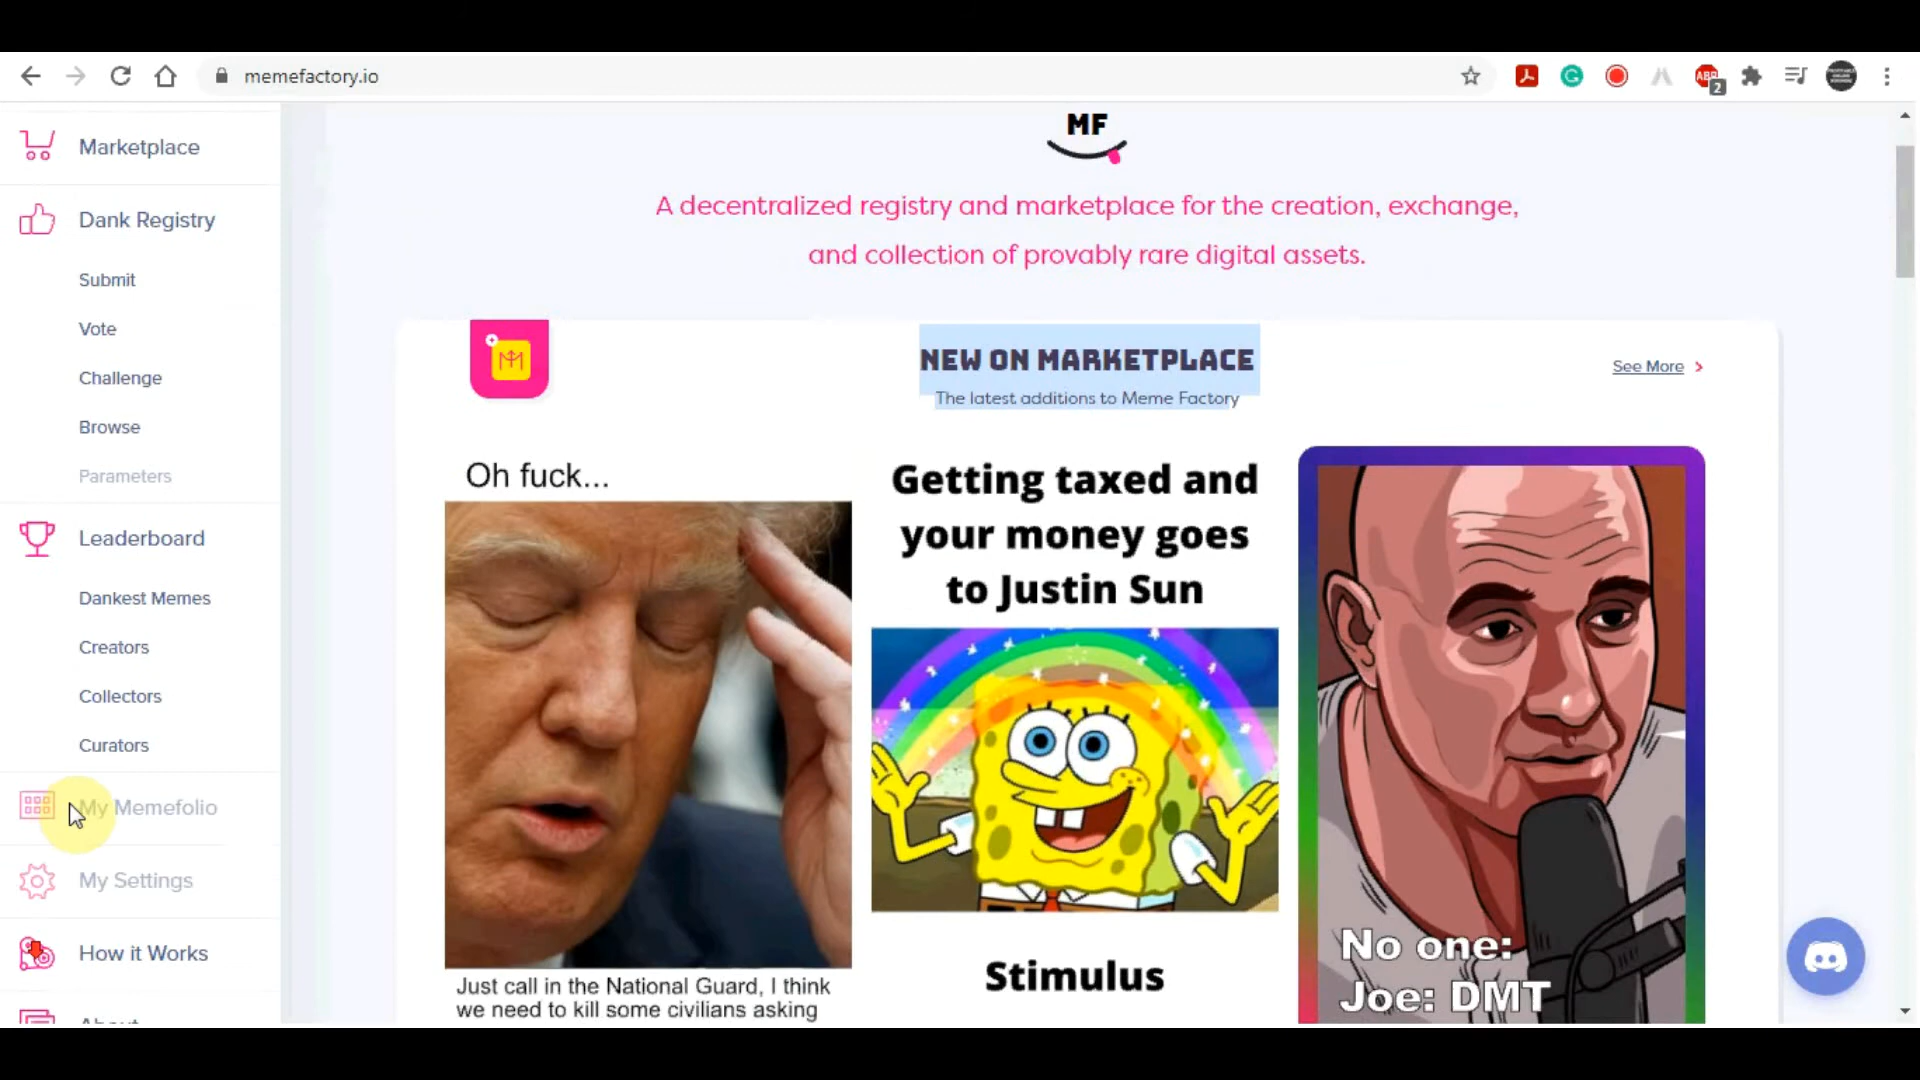 memefactory.io
ABP
2
Marketplace
Dank Registry
Submit
Vote
Challenge
Browse
Parameters
Leaderboard
Dankest Memes
Creators
Collectors
Curators
My Memefolio
My Settings
How it Works
About
MF
A decentralized registry and marketplace for the creation, exchange,
and collection of provably rare digital assets.
NEW ON MARKETPLACE
The latest additions to Meme Factory
See More
Oh fuck...
Just call in the National Guard, I think
we need to kill some civilians asking
Getting taxed and
your money goes
to Justin Sun
Stimulus
No one:
Joe: DMT